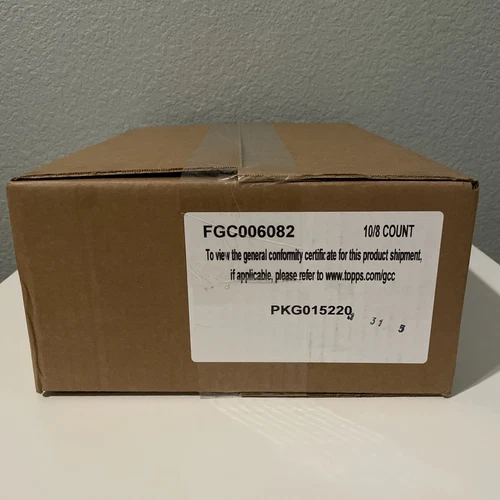 FGC006082 10/8 COUNT
To view the general conformity certificate for this product shipment,
if applicable, please refer to www.topps.com/gcc
PKG015220
31